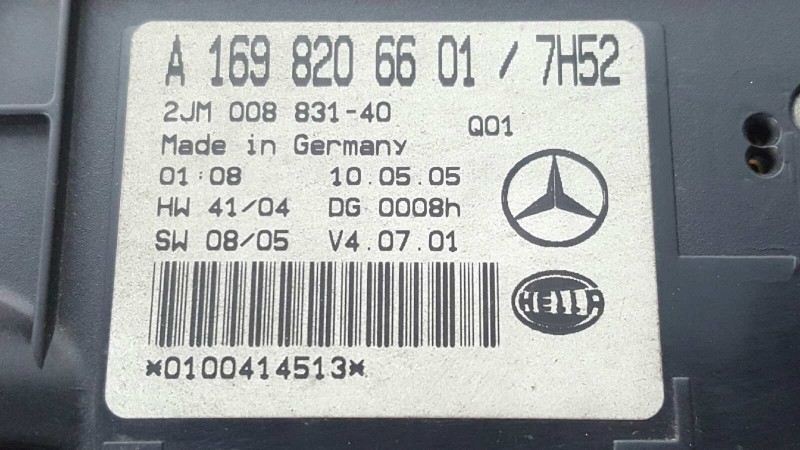 A 169 820 66 01 / 7H52
2JM 008 831-40
Q01
Made in Germany
01:08 10.05.05
HW 41/04 DG 0008h
SW 08/05 V4.07.01
HELLA
*0100414513*